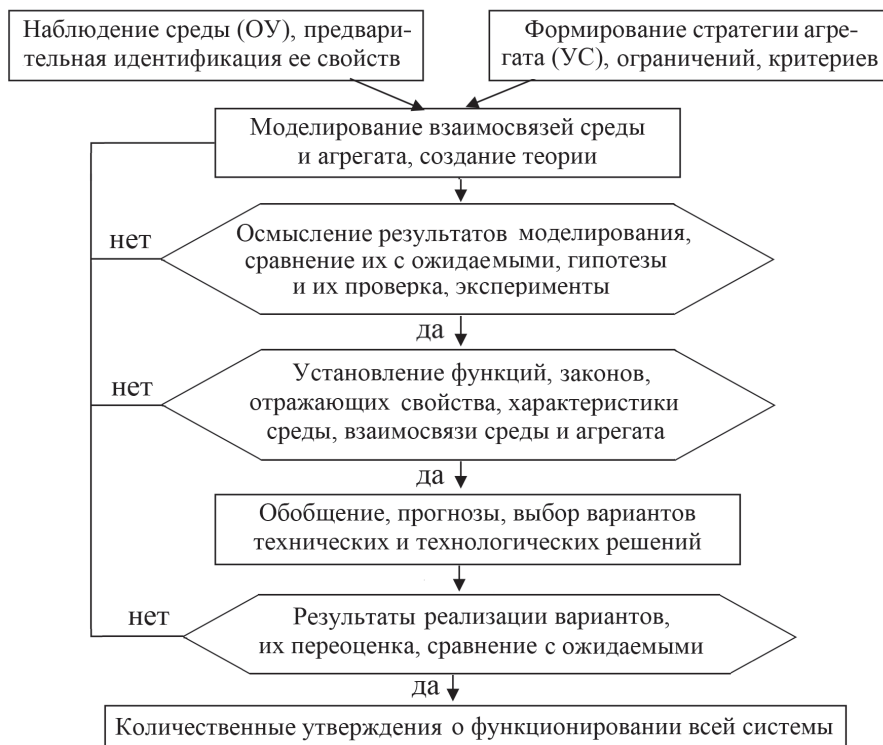 Наблюдение среды (ОУ), предвари-
тельная идентификация ее свойств
Формирование стратегии агре-
гата (УС), ограничений, критериев
Моделирование взаимосвязей среды
и агрегата, создание теории
нет
Осмысление результатов моделирования,
сравнение их с ожидаемыми, гипотезы
и их проверка, эксперименты
да
нет
Установление функций, законов,
отражающих свойства, характеристики
среды, взаимосвязи среды и агрегата
да
Обобщение, прогнозы, выбор вариантов
технических и технологических решений
нет
Результаты реализации вариантов,
их переоценка, сравнение с ожидаемыми
да
Количественные утверждения о функционировании всей системы